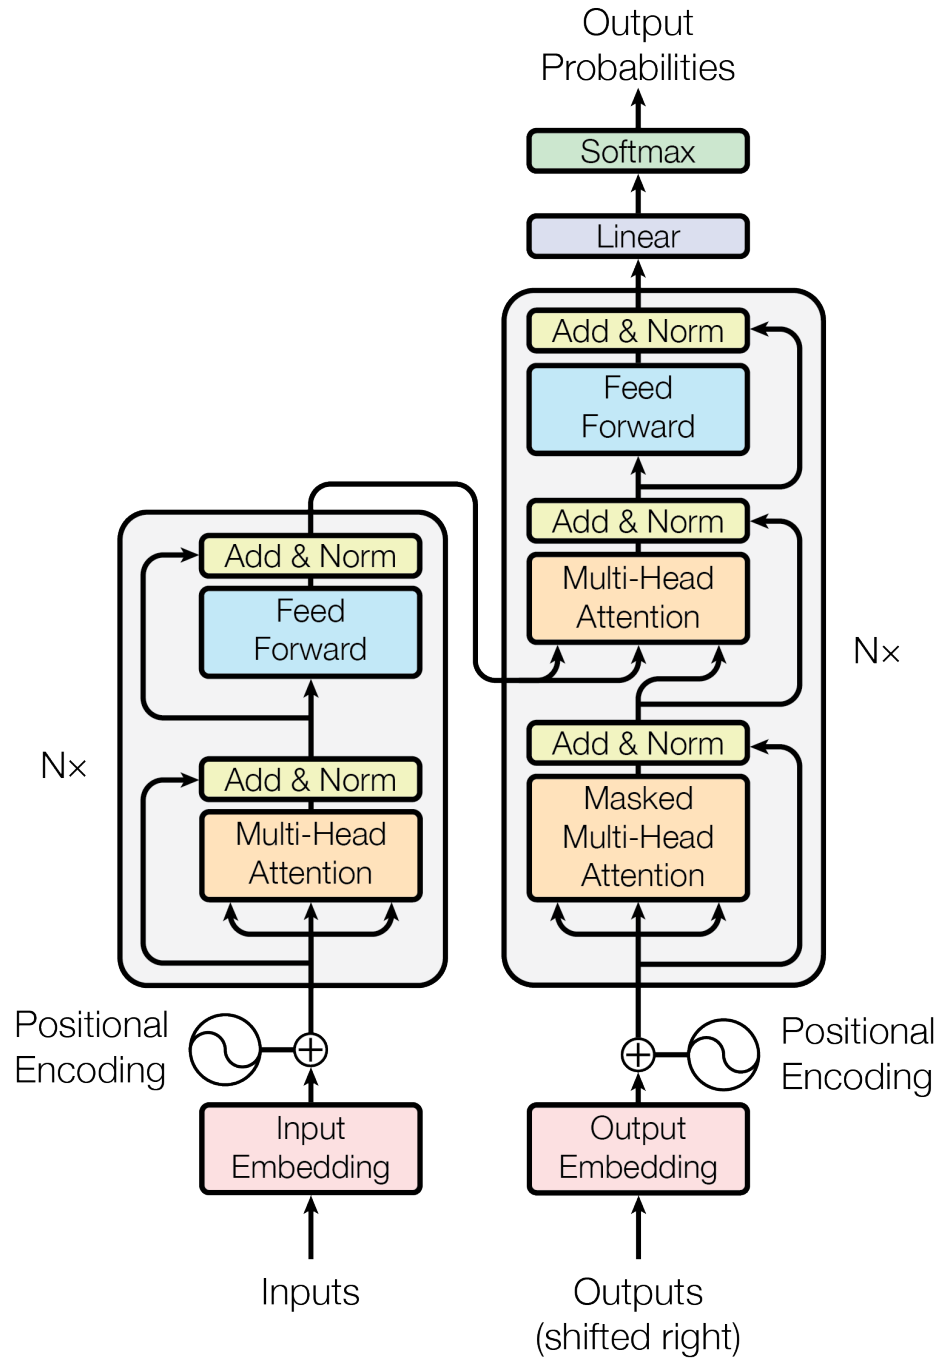 Output
Probabilities
Softmax
Linear
Add & Norm
Feed
Forward
Add & Norm
Multi-Head
Attention
Add & Norm
Masked
Multi-Head
Attention
N×
Add & Norm
Feed
Forward
Add & Norm
Multi-Head
Attention
N×
Positional
Encoding
Positional
Encoding
Input
Embedding
Output
Embedding
Inputs
Outputs
(shifted right)